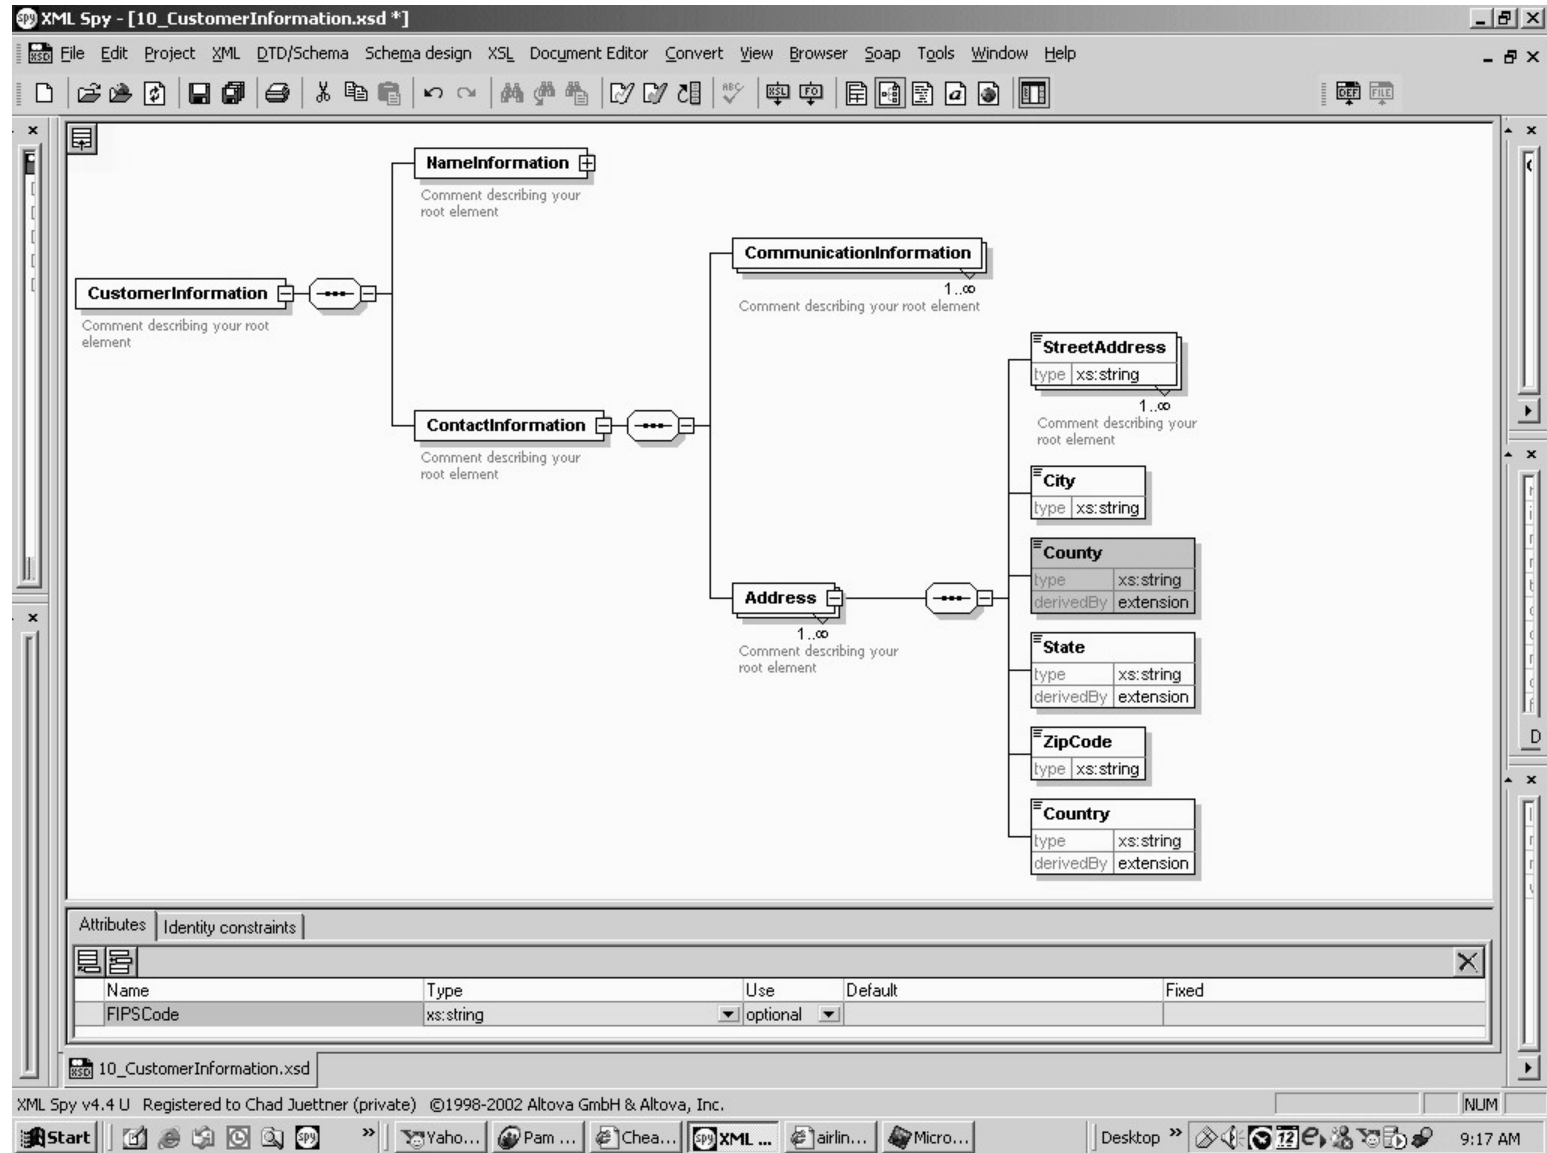 XML Spy - [10_CustomerInformation.xsd *]
File Edit Project XML DTD/Schema Schema design XSL Document Editor Convert View Browser Soap Tools Window Help
NameInformation
Comment describing your
root element
CommunicationInformation
1..∞
Comment describing your root element
CustomerInformation
Comment describing your root
element
StreetAddress
type xs:string
1..∞
Comment describing your
root element
ContactInformation
Comment describing your
root element
City
type xs:string
County
type xs:string
derivedBy extension
Address
1..∞
Comment describing your
root element
State
type xs:string
derivedBy extension
ZipCode
type xs:string
Country
type xs:string
derivedBy extension
Attributes Identity constraints
Name Type Use Default Fixed
FIPSCode xs:string optional
10_CustomerInformation.xsd
XML Spy v4.4 U Registered to Chad Juettner (private) ©1998-2002 Altova GmbH & Altova, Inc. NUM
Start Yaho... Pam ... Chea... XML ... airlin... Micro... Desktop 9:17 AM